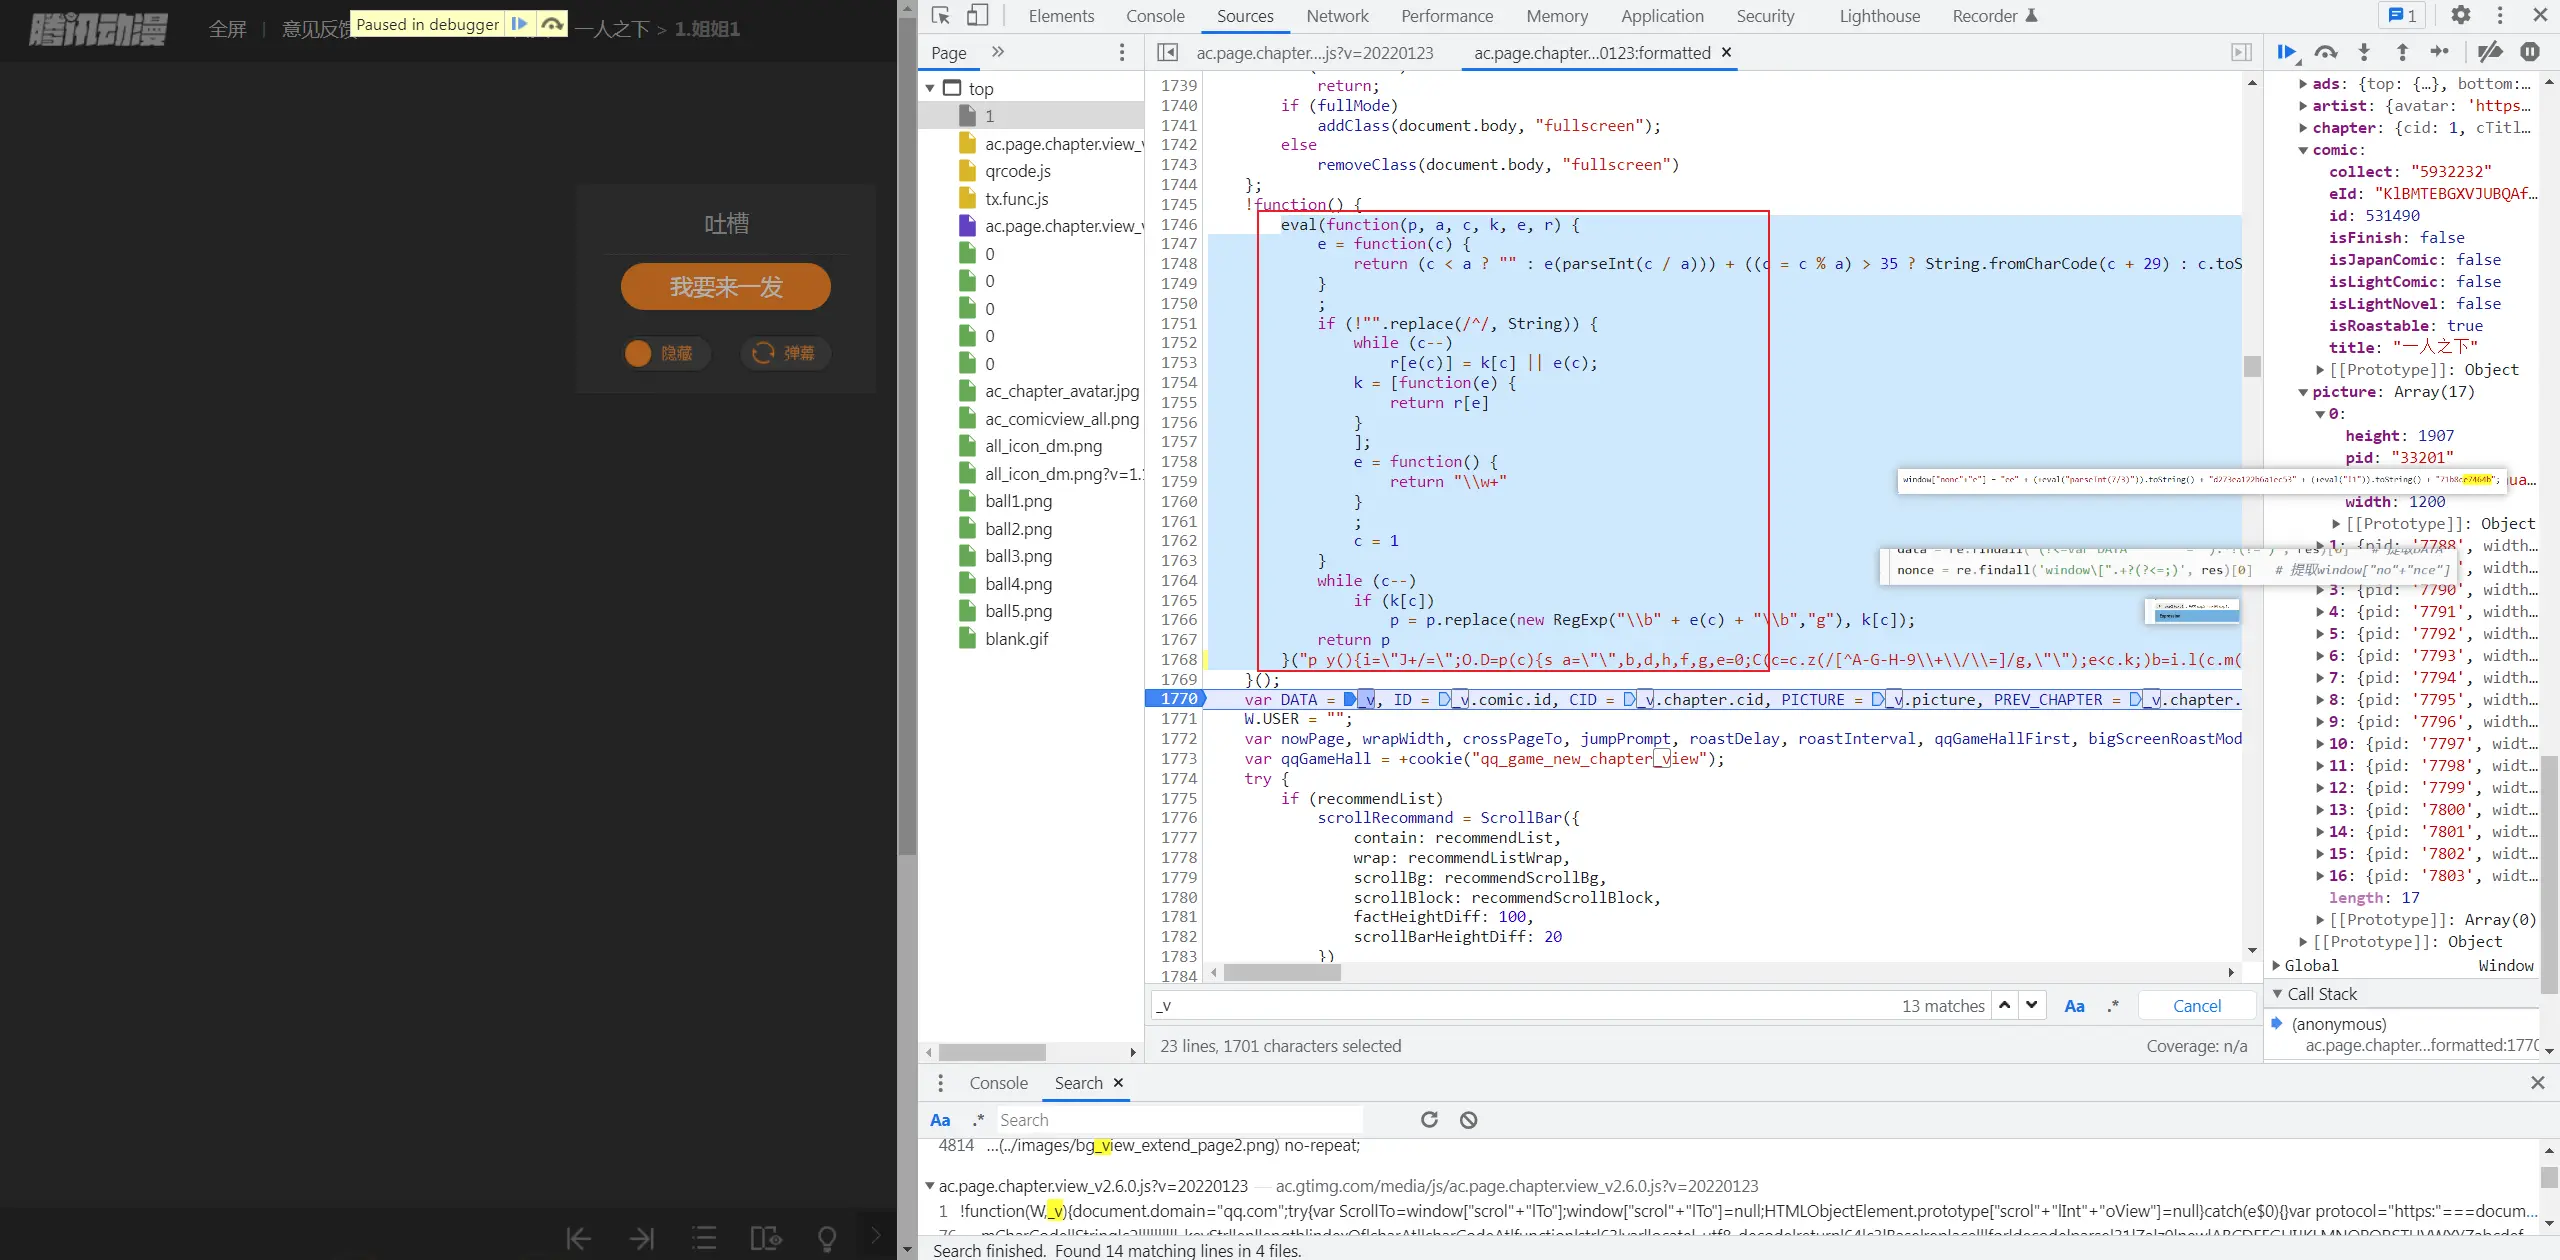 腾讯动漫
全屏
意见反馈
Paused in debugger
一人之下 > 1.姐姐1
吐槽
我要来一发
隐藏
弹幕
Elements Console Sources Network Performance Memory Application Security Lighthouse Recorder 1
Page
ac.page.chapter....js?v=20220123
ac.page.chapter...0123:formatted ×
top
1
ac.page.chapter.view_v
qrcode.js
tx.func.js
ac.page.chapter.view_v
0
0
0
0
0
ac_chapter_avatar.jpg
ac_comicview_all.png
all_icon_dm.png
all_icon_dm.png?v=1.
ball1.png
ball2.png
ball3.png
ball4.png
ball5.png
blank.gif
1739 return;
1740 if (fullMode)
1741 addClass(document.body, "fullscreen");
1742 else
1743 removeClass(document.body, "fullscreen")
1744 };
1745 !function() {
1746 eval(function(p, a, c, k, e, r) {
1747 e = function(c) {
1748 return (c < a ? "" : e(parseInt(c / a))) + ((c = c % a) > 35 ? String.fromCharCode(c + 29) : c.toS
1749 }
1750 ;
1751 if (!"".replace(/^/, String)) {
1752 while (c--)
1753 r[e(c)] = k[c] || e(c);
1754 k = [function(e) {
1755 return r[e]
1756 }
1757 ];
1758 e = function() {
1759 return "\\w+"
1760 }
1761 ;
1762 c = 1
1763 }
1764 while (c--)
1765 if (k[c])
1766 p = p.replace(new RegExp("\\b" + e(c) + "\\b","g"), k[c]);
1767 return p
1768 }("p y(){i=\"J+/=\";O.D=p(c){s a=\"\",b,d,h,f,g,e=0;C(c=c.z(/[^A-G-H-9\\+\\/\\=]/g,\"\");e<c.k;)b=i.l(c.m(
1769 }();
1770 var DATA = _v, ID = _v.comic.id, CID = _v.chapter.cid, PICTURE = _v.picture, PREV_CHAPTER = _v.chapter.
1771 W.USER = "";
1772 var nowPage, wrapWidth, crossPageTo, jumpPrompt, roastDelay, roastInterval, qqGameHallFirst, bigScreenRoastMod
1773 var qqGameHall = +cookie("qq_game_new_chapter_view");
1774 try {
1775 if (recommendList)
1776 scrollRecommand = ScrollBar({
1777 contain: recommendList,
1778 wrap: recommendListWrap,
1779 scrollBg: recommendScrollBg,
1780 scrollBlock: recommendScrollBlock,
1781 factHeightDiff: 100,
1782 scrollBarHeightDiff: 20
1783 })
1784
_v
13 matches
Aa .*
Cancel
23 lines, 1701 characters selected
Coverage: n/a
ads: {top: {…}, bottom:…
artist: {avatar: 'https…
chapter: {cid: 1, cTitl…
comic:
collect: "5932232"
eId: "KlBMTEBGXVJUBQAf…
id: 531490
isFinish: false
isJapanComic: false
isLightComic: false
isLightNovel: false
isRoastable: true
title: "一人之下"
[[Prototype]]: Object
picture: Array(17)
0:
height: 1907
pid: "33201"
window["nonc"+"e"] = "ee" + (+eval("parseInt(7/3)")).toString() + "d273ea122h6a1ec53" + (+eval("11")).toString() + "71b8ce7464b";
width: 1200
[[Prototype]]: Object
1: {pid: '7788', width…
nonce = re.findall('window\[".+?(?<=;)', res)[0] # 提取window["no"+"nce"]
3: {pid: '7790', width…
4: {pid: '7791', width…
5: {pid: '7792', width…
6: {pid: '7793', width…
7: {pid: '7794', width…
8: {pid: '7795', width…
9: {pid: '7796', width…
10: {pid: '7797', widt…
11: {pid: '7798', widt…
12: {pid: '7799', widt…
13: {pid: '7800', widt…
14: {pid: '7801', widt…
15: {pid: '7802', widt…
16: {pid: '7803', widt…
length: 17
[[Prototype]]: Array(0)
[[Prototype]]: Object
Global Window
Call Stack
(anonymous)
ac.page.chapter…formatted:1770
Console Search ×
Aa .* Search
4814 …(../images/bg_view_extend_page2.png) no-repeat;
ac.page.chapter.view_v2.6.0.js?v=20220123 — ac.gtimg.com/media/js/ac.page.chapter.view_v2.6.0.js?v=20220123
1 !function(W,_v){document.domain="qq.com";try{var ScrollTo=window["scrol"+"lTo"];window["scrol"+"lTo"]=null;HTMLObjectElement.prototype["scrol"+"lInt"+"oView"]=null}catch(e$0){}var protocol="https:"===docum…
Search finished. Found 14 matching lines in 4 files.